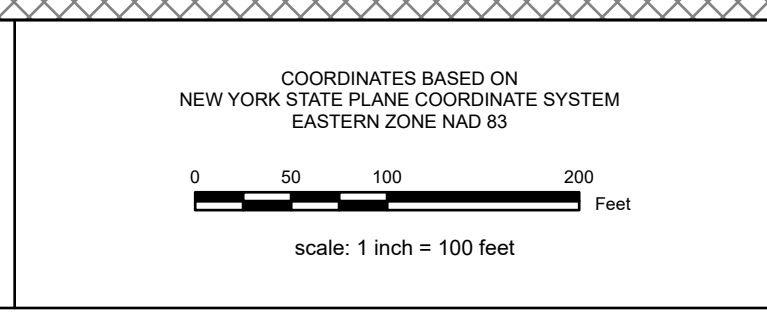 COORDINATES BASED ON
NEW YORK STATE PLANE COORDINATE SYSTEM
EASTERN ZONE NAD 83
0 50 100 200
Feet
scale: 1 inch = 100 feet